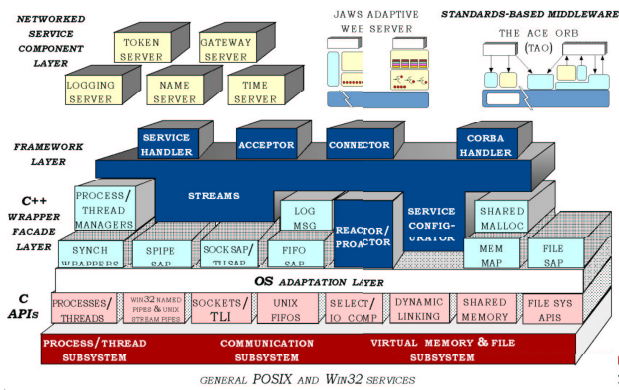 NETWORKED
SERVICE
COMPONENT
LAYER
TOKEN
SERVER
GATEWAY
SERVER
LOGGING
SERVER
NAME
SERVER
TIME
SERVER
JAWS ADAPTIVE
WEB SERVER
STANDARDS-BASED MIDDLEWARE
THE ACE ORB
(TAO)
FRAMEWORK
LAYER
SERVICE
HANDLER
ACCEPTOR
CONNECTOR
CORBA
HANDLER
STREAMS
C++
WRAPPER
FACADE
LAYER
PROCESS/
THREAD
MANAGERS
LOG
MSG
REACTOR/
PROACTOR
SERVICE
CONFIG-
URATOR
SHARED
MALLOC
SYNCH
WRAPPERS
SPIPE
SAP
SOCK SAP/
TLI SAP
FIFO
SAP
MEM
MAP
FILE
SAP
OS ADAPTATION LAYER
C
APIS
PROCESSES/
THREADS
WIN32 NAMED
PIPES & UNIX
STREAM PIPES
SOCKETS/
TLI
UNIX
FIFOS
SELECT/
IO COMP
DYNAMIC
LINKING
SHARED
MEMORY
FILE SYS
APIS
PROCESS/THREAD
SUBSYSTEM
COMMUNICATION
SUBSYSTEM
VIRTUAL MEMORY & FILE
SUBSYSTEM
GENERAL POSIX AND WIN32 SERVICES